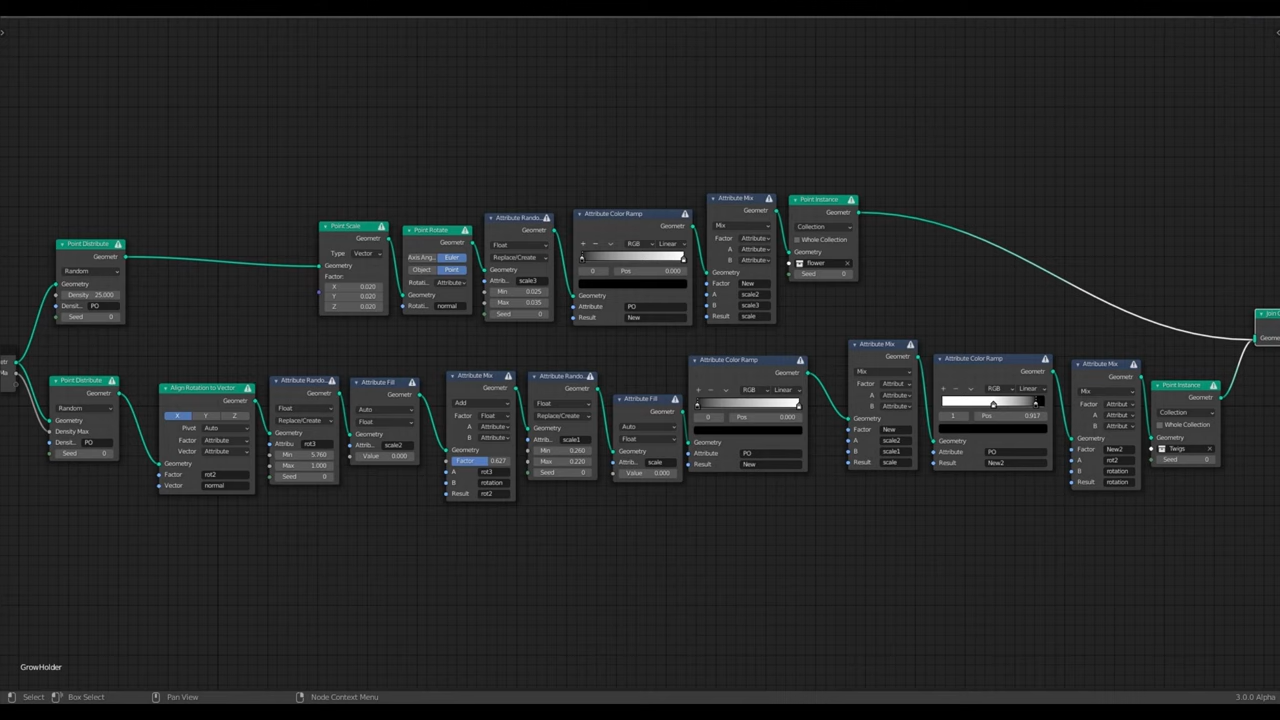 Point Distribute
Geometr
Random
Geometry
Density 25.000
Densit PO
Seed 0
Point Scale
Geometr
Type Vector
Geometry
Factor:
X 0.020
Y 0.020
Z 0.020
Point Rotate
Geometr
Axis Ang. Euler
Object Point
Rotati Attribute
Geometry
Rotati. normal
Attribute Rando.
Geometr
Float
Replace/Create
Geometry
Attrib. scale3
Min 0.025
Max 0.035
Seed 0
Attribute Color Ramp
Geometr
RGB Linear
0 Pos 0.000
Geometry
Attribute PO
Result New
Attribute Mix
Geometr
Mix
Factor Attribute
A Attribute
B Attribute
Geometry
Factor New
A scale2
B scale3
Result scale
Point Instance
Geometr
Collection
Whole Collection
Geometry
flower
Seed 0
Geome
Point Distribute
Geometr
Random
Geometry
Density Max
Densit. PO
Seed 0
Align Rotation to Vector
Geometr
X Y Z
Pivot Auto
Factor Attribute
Vector Attribute
Geometry
Factor rot2
Vector normal
Attribute Rando.
Geometr
Float
Replace/Create
Geometry
Attribu rot3
Min 5.760
Max 1.000
Seed 0
Attribute Fill
Geometr
Auto
Float
Geometry
Attrib. scale2
Value 0.000
Attribute Mix
Geometr
Add
Factor Float
A Attribute
B Attribute
Geometry
Factor 0.627
A rot3
B rotation
Result rot2
Attribute Rando.
Geometr
Float
Replace/Create
Geometry
Attrib. scale1
Min 0.260
Max 0.220
Seed 0
Attribute Fill
Geometr
Auto
Float
Geometry
Attrib. scale
Value 0.000
Attribute Color Ramp
Geometr
RGB Linear
0 Pos 0.000
Geometry
Attribute PO
Result New
Attribute Mix
Geometr
Mix
Factor Attribut
A Attribute
B Attribute
Geometry
Factor New
A scale2
B scale1
Result scale
Attribute Color Ramp
Geometr
RGB Linear
1 Pos 0.917
Geometry
Attribute PO
Result New2
Attribute Mix
Geometr
Mix
Factor Attribut
A Attribut
B Attribut
Geometry
Factor New2
A rot2
B rotation
Result rotation
Point Instance
Geometr
Collection
Whole Collection
Geometry
Twigs
Seed 0
GrowHolder
Select Box Select Pan View Node Context Menu 3.0.0 Alpha